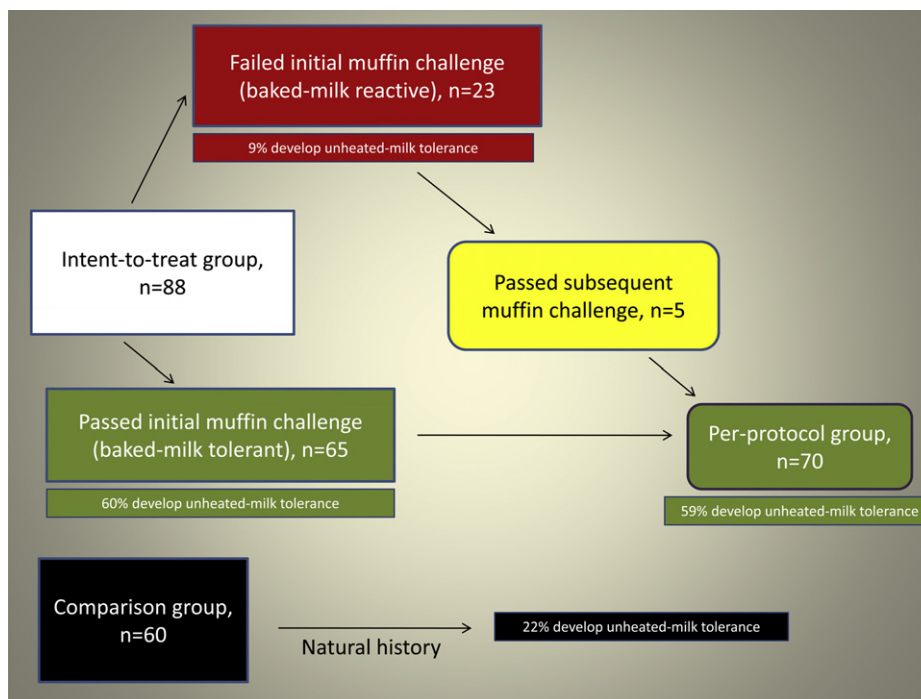 Failed initial muffin challenge
(baked-milk reactive), n=23
9% develop unheated-milk tolerance
Intent-to-treat group,
n=88
Passed subsequent
muffin challenge, n=5
Passed initial muffin challenge
(baked-milk tolerant), n=65
60% develop unheated-milk tolerance
Per-protocol group,
n=70
59% develop unheated-milk tolerance
Comparison group,
n=60
Natural history
22% develop unheated-milk tolerance